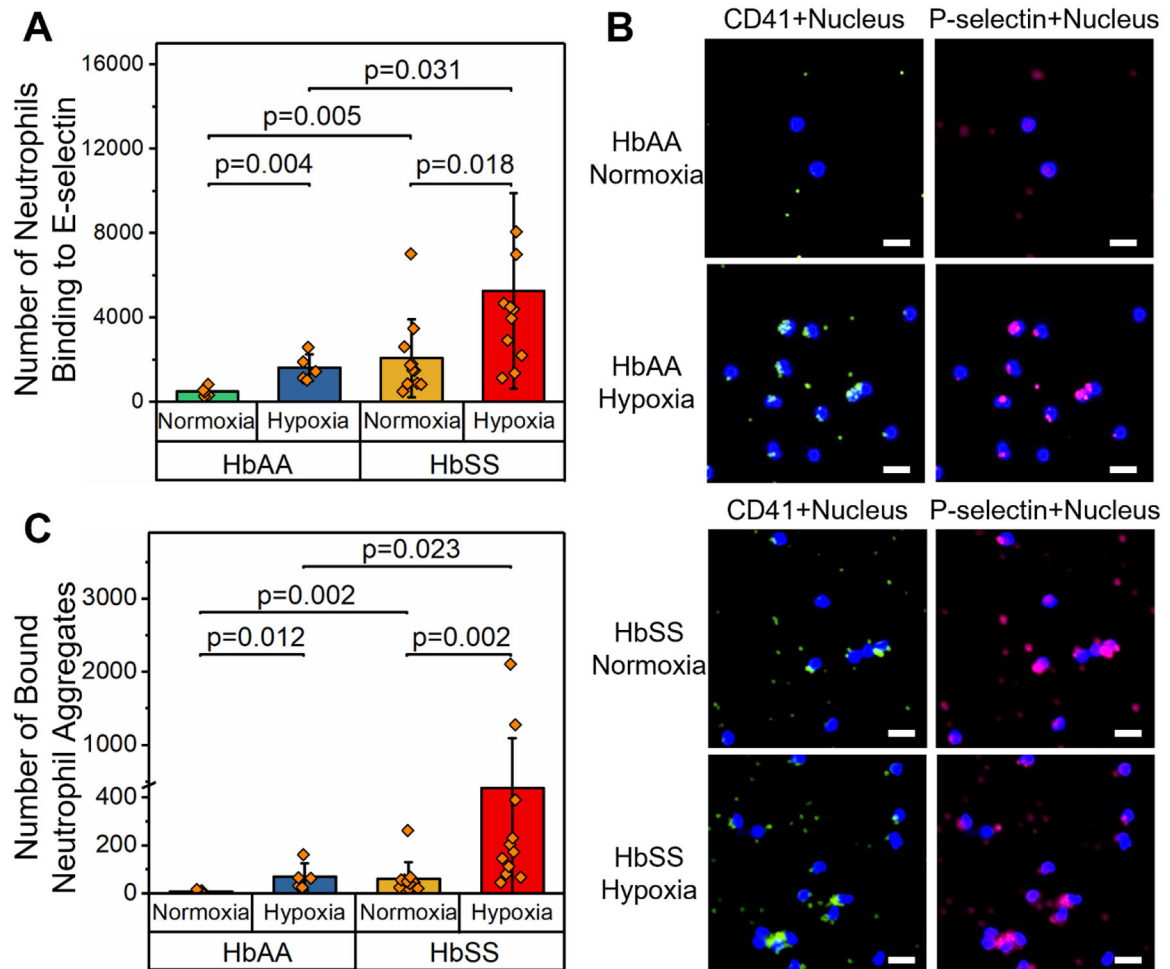 A
16000
12000
8000
4000
0
Number of Neutrophils
Binding to E-selectin
p=0.031
p=0.005
p=0.004
p=0.018
Normoxia
Hypoxia
Normoxia
Hypoxia
HbAA
HbSS
B
CD41+Nucleus
P-selectin+Nucleus
HbAA
Normoxia
HbAA
Hypoxia
CD41+Nucleus
P-selectin+Nucleus
HbSS
Normoxia
HbSS
Hypoxia
C
3000
2000
1000
400
200
0
Number of Bound
Neutrophil Aggregates
p=0.023
p=0.002
p=0.012
p=0.002
Normoxia
Hypoxia
Normoxia
Hypoxia
HbAA
HbSS